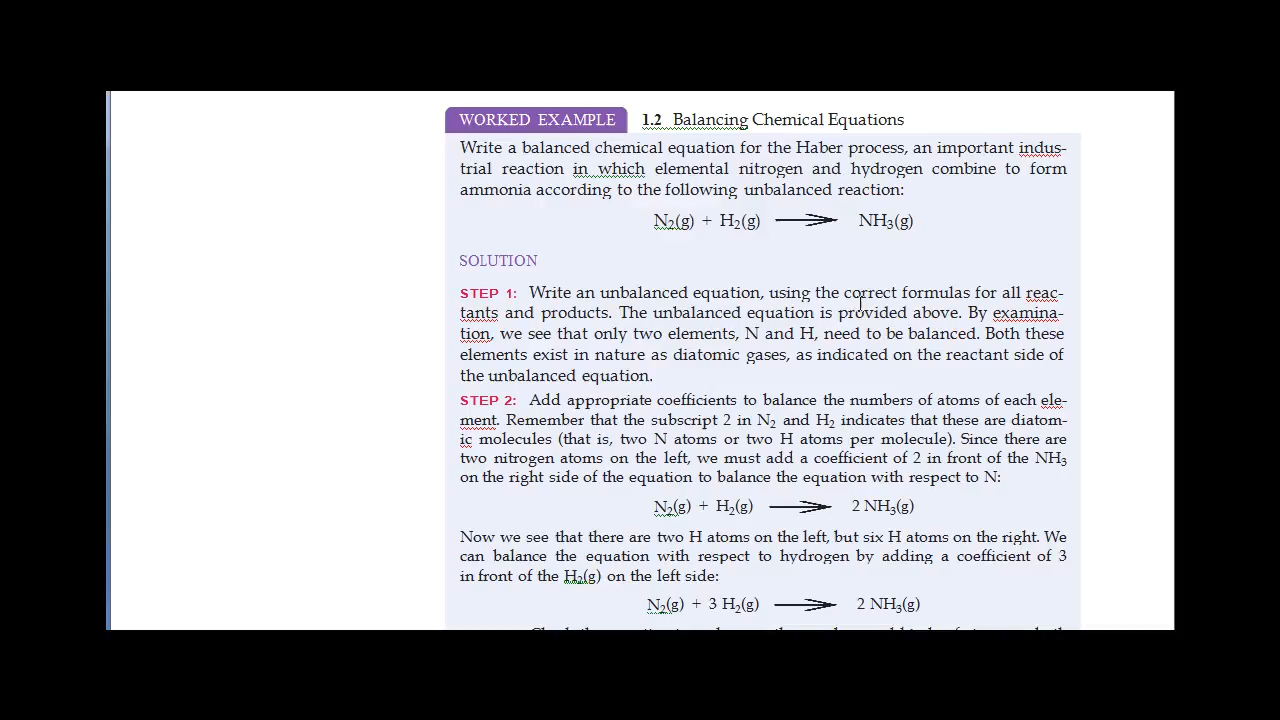 WORKED EXAMPLE 1.2 Balancing Chemical Equations
Write a balanced chemical equation for the Haber process, an important indus-
trial reaction in which elemental nitrogen and hydrogen combine to form
ammonia according to the following unbalanced reaction:
N₂(g) + H₂(g) ⟶ NH₃(g)
SOLUTION
STEP 1: Write an unbalanced equation, using the correct formulas for all reac-
tants and products. The unbalanced equation is provided above. By examina-
tion, we see that only two elements, N and H, need to be balanced. Both these
elements exist in nature as diatomic gases, as indicated on the reactant side of
the unbalanced equation.
STEP 2: Add appropriate coefficients to balance the numbers of atoms of each ele-
ment. Remember that the subscript 2 in N₂ and H₂ indicates that these are diatom-
ic molecules (that is, two N atoms or two H atoms per molecule). Since there are
two nitrogen atoms on the left, we must add a coefficient of 2 in front of the NH₃
on the right side of the equation to balance the equation with respect to N:
N₂(g) + H₂(g) ⟶ 2 NH₃(g)
Now we see that there are two H atoms on the left, but six H atoms on the right. We
can balance the equation with respect to hydrogen by adding a coefficient of 3
in front of the H₂(g) on the left side:
N₂(g) + 3 H₂(g) ⟶ 2 NH₃(g)